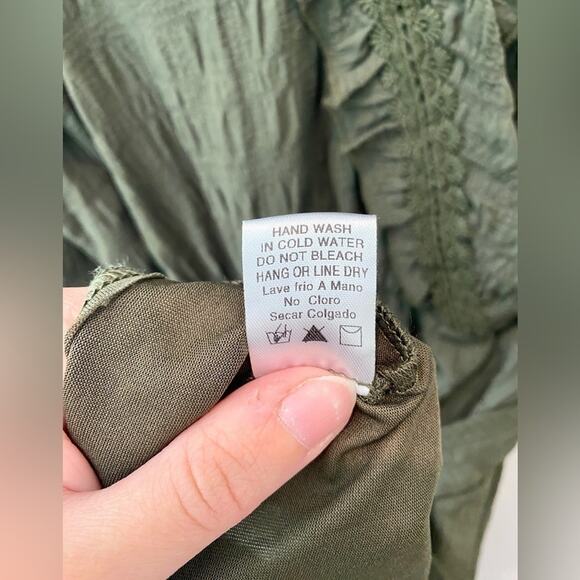 HAND WASH
IN COLD WATER
DO NOT BLEACH
HANG OR LINE DRY
Lave frio A Mano
No Cloro
Secar Colgado